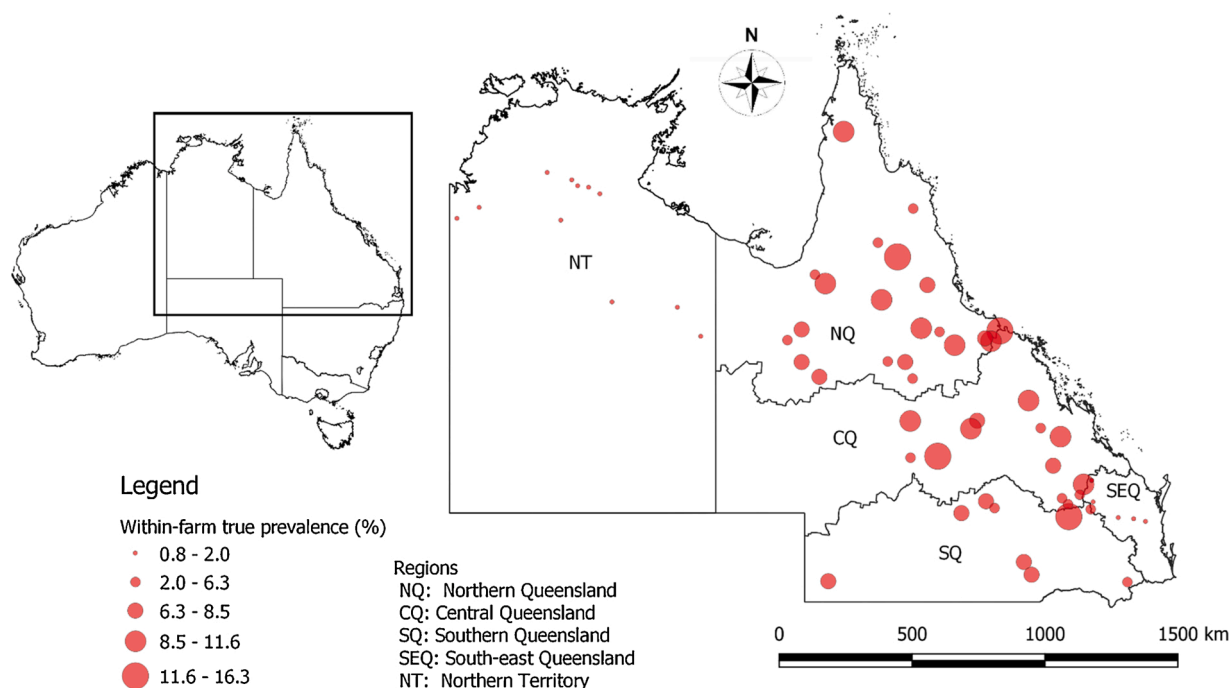 N
NT
NQ
CQ
SEQ
SQ
Legend
Within-farm true prevalence (%)
0.8 - 2.0
2.0 - 6.3
6.3 - 8.5
8.5 - 11.6
11.6 - 16.3
Regions
NQ: Northern Queensland
CQ: Central Queensland
SQ: Southern Queensland
SEQ: South-east Queensland
NT: Northern Territory
0 500 1000 1500 km